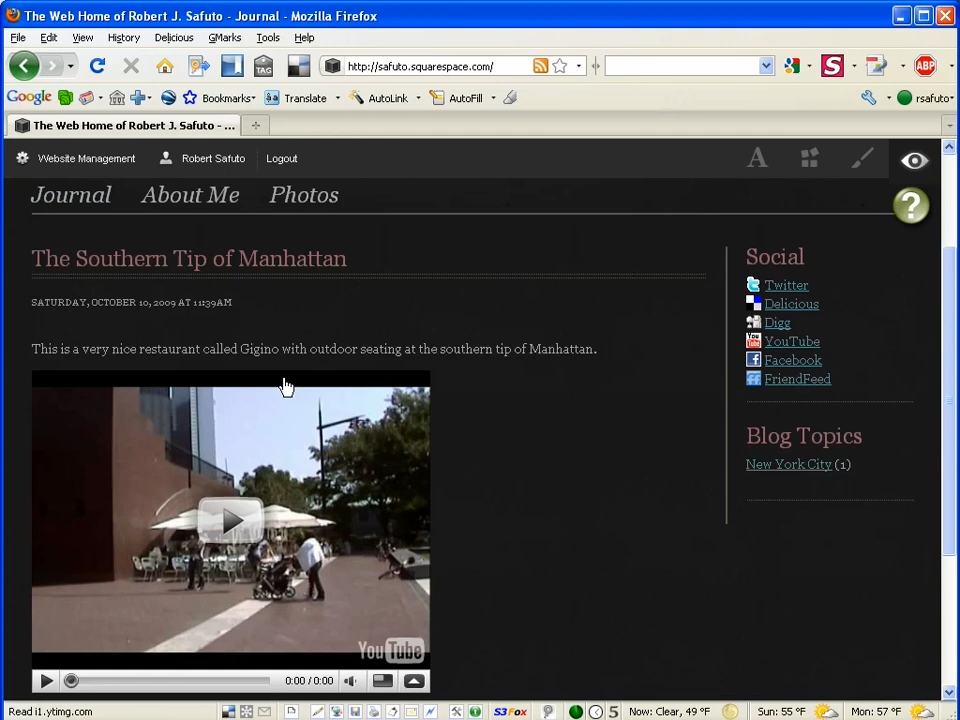 The Web Home of Robert J. Safuto - Journal - Mozilla Firefox
File Edit View History Delicious GMarks Tools Help
TAG http://safuto.squarespace.com/ S ABP
Google Bookmarks Translate AutoLink AutoFill rsafuto
The Web Home of Robert J. Safuto - ...
Website Management Robert Safuto Logout A
Journal About Me Photos ?
The Southern Tip of Manhattan
SATURDAY, OCTOBER 10, 2009 AT 11:39AM
This is a very nice restaurant called Gigino with outdoor seating at the southern tip of Manhattan.
YouTube
0:00 / 0:00
Social
Twitter
Delicious
Digg
YouTube
Facebook
FriendFeed
Blog Topics
New York City (1)
Read i1.ytimg.com S3Fox 5 Now: Clear, 49 °F Sun: 55 °F Mon: 57 °F